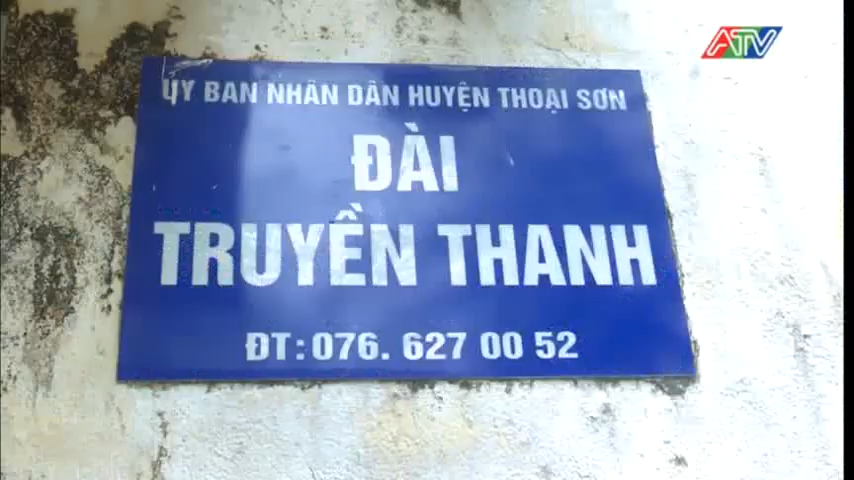 ATV
ỦY BAN NHÂN DÂN HUYỆN THOẠI SƠN
ĐÀI
TRUYỀN THANH
ĐT: 076. 627 00 52